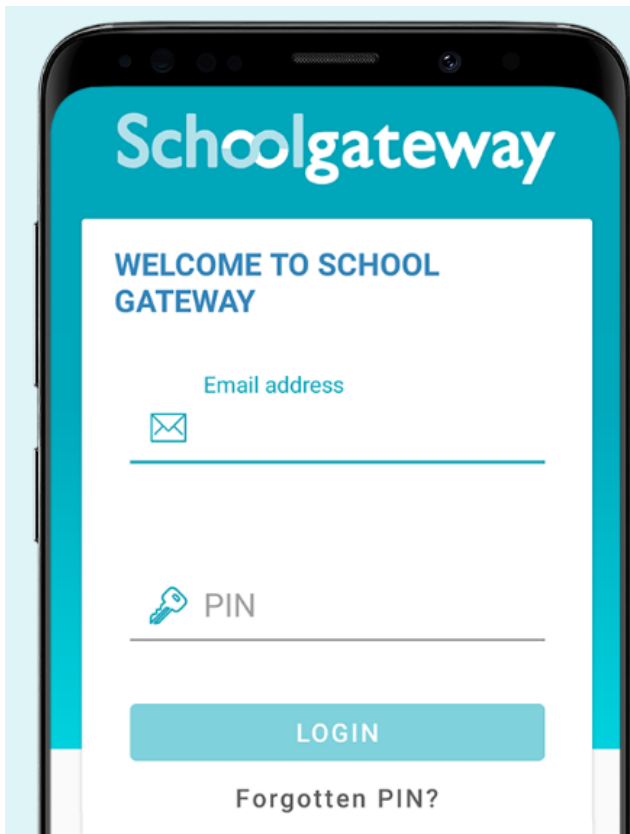 Schoolgateway
WELCOME TO SCHOOL
GATEWAY
Email address
PIN
LOGIN
Forgotten PIN?